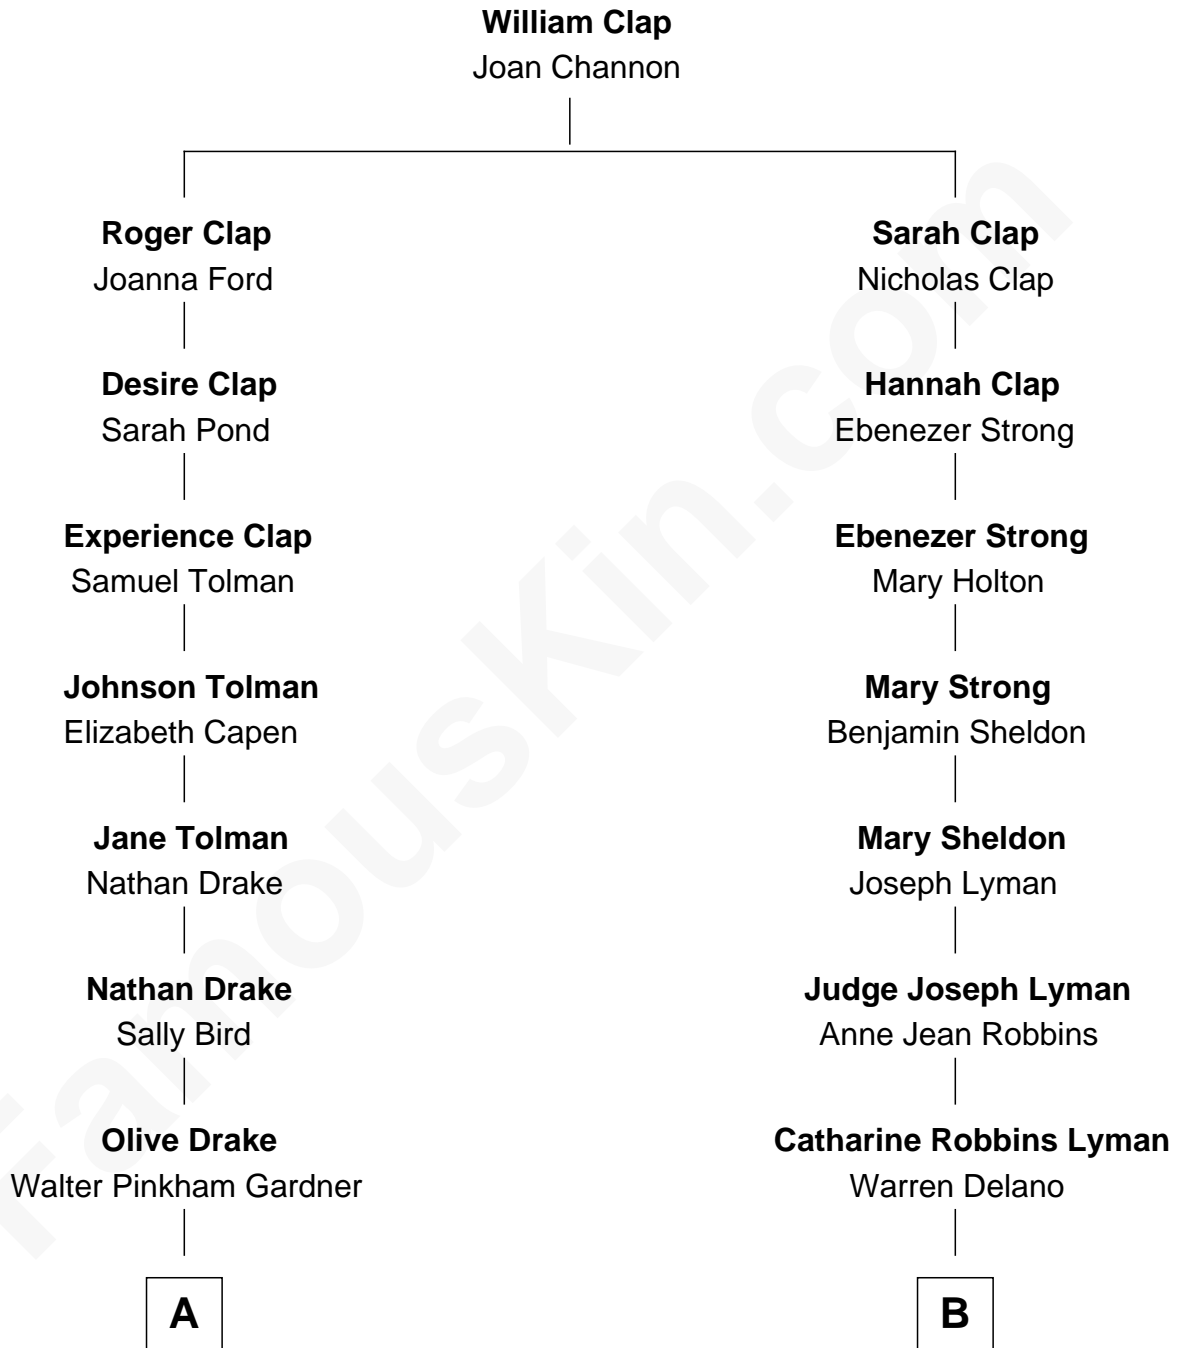 William Clap
Joan Channon
Roger Clap
Joanna Ford
Sarah Clap
Nicholas Clap
Desire Clap
Sarah Pond
Hannah Clap
Ebenezer Strong
Experience Clap
Samuel Tolman
Ebenezer Strong
Mary Holton
Johnson Tolman
Elizabeth Capen
Mary Strong
Benjamin Sheldon
Jane Tolman
Nathan Drake
Mary Sheldon
Joseph Lyman
Nathan Drake
Sally Bird
Judge Joseph Lyman
Anne Jean Robbins
Olive Drake
Walter Pinkham Gardner
Catharine Robbins Lyman
Warren Delano
A
B
FamousKin.com